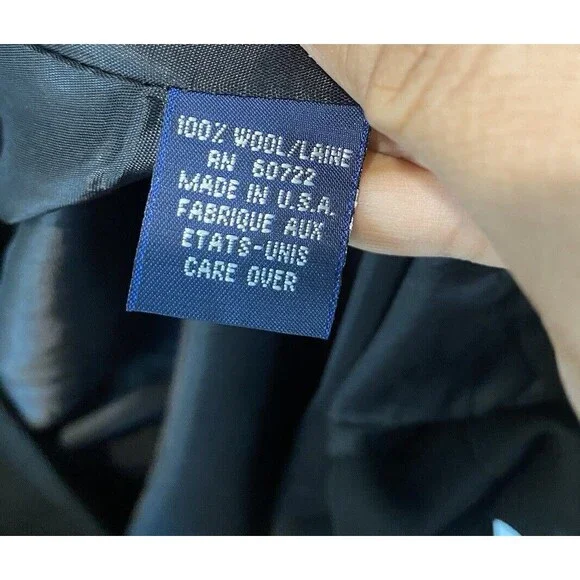 100% WOOL/LAINE
RN 60722
MADE IN U.S.A.
FABRIQUE AUX
ETATS-UNIS
CARE OVER